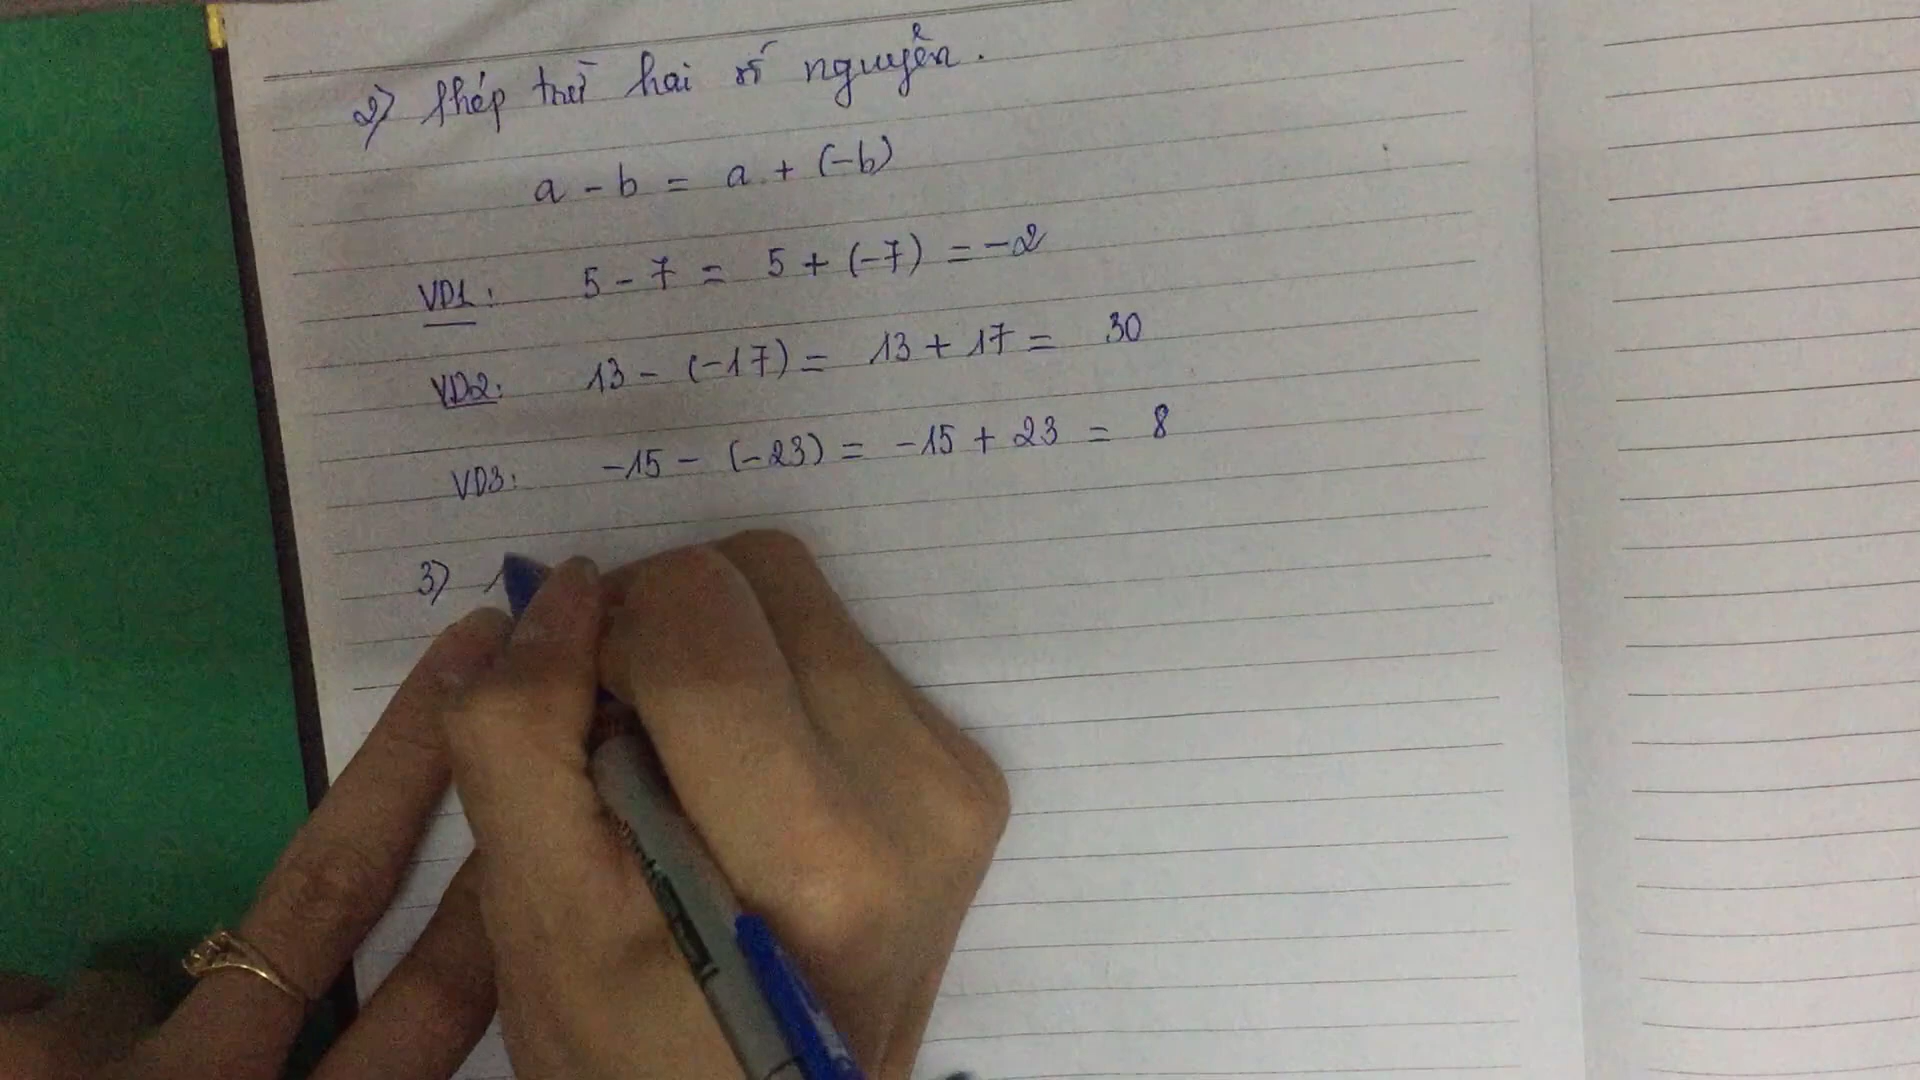 2) Phép trừ hai số nguyên.
a - b = a + (-b)
VD1: 5 - 7 = 5 + (-7) = -2
VD2: 13 - (-17) = 13 + 17 = 30
VD3: -15 - (-23) = -15 + 23 = 8
3)